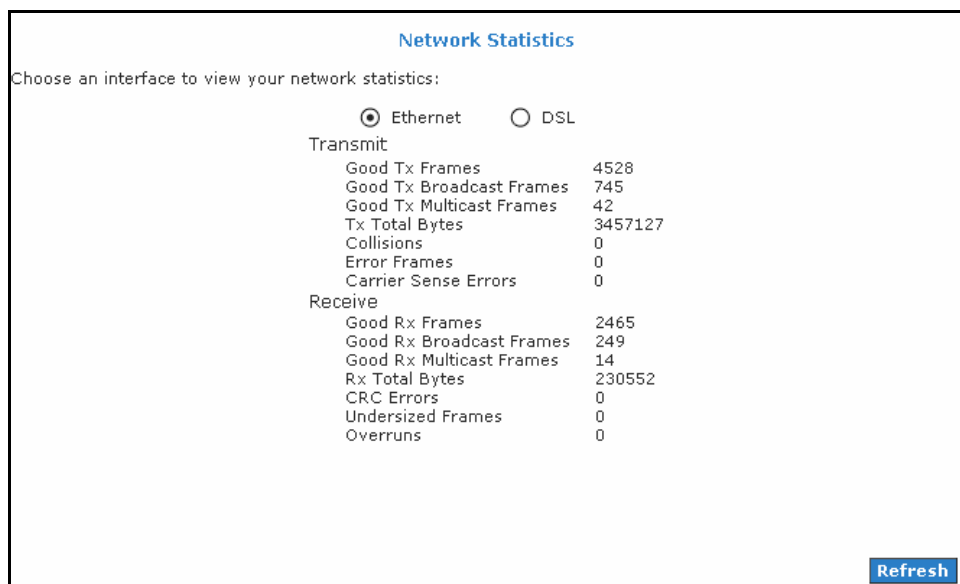 Network Statistics
Choose an interface to view your network statistics:
Ethernet DSL
Transmit
Good Tx Frames 4528
Good Tx Broadcast Frames 745
Good Tx Multicast Frames 42
Tx Total Bytes 3457127
Collisions 0
Error Frames 0
Carrier Sense Errors 0
Receive
Good Rx Frames 2465
Good Rx Broadcast Frames 249
Good Rx Multicast Frames 14
Rx Total Bytes 230552
CRC Errors 0
Undersized Frames 0
Overruns 0
Refresh